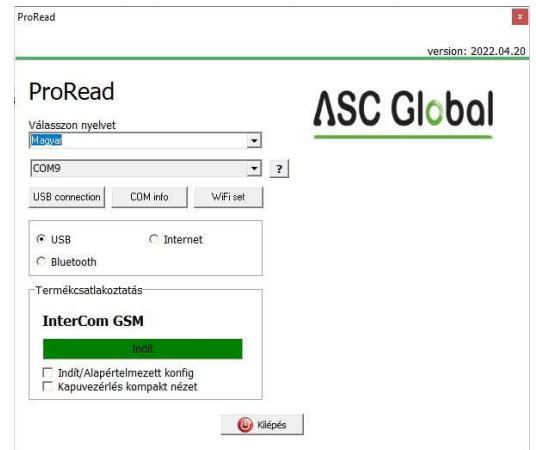 ProRead
version: 2022.04.20
ProRead
ASC Global
Válasszon nyelvet
Magyar
COM9
?
USB connection
COM info
WiFi set
USB
Internet
Bluetooth
Termékcsatlakoztatás
InterCom GSM
Indít
Indít/Alapértelmezett konfig
Kapuvezérlés kompakt nézet
Kilépés